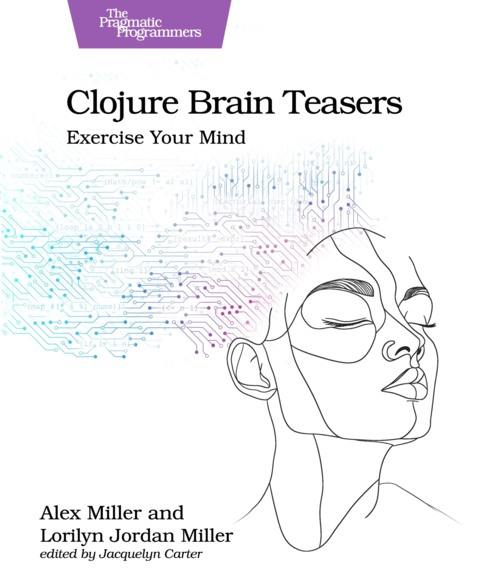 The
Pragmatic
Programmers
Clojure Brain Teasers
Exercise Your Mind
Alex Miller and
Lorilyn Jordan Miller
edited by Jacquelyn Carter